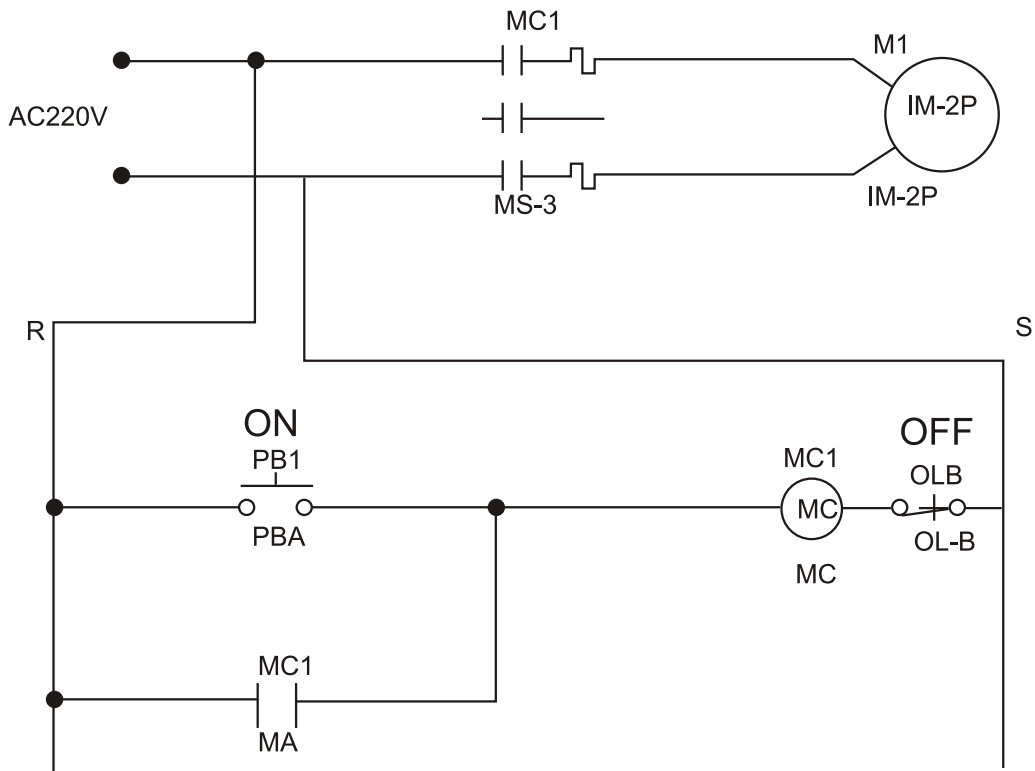 MC1
M1
AC220V
IM-2P
MS-3
IM-2P
R
S
ON
OFF
PB1
MC1
OLB
MC
PBA
OL-B
MC
MC1
MA